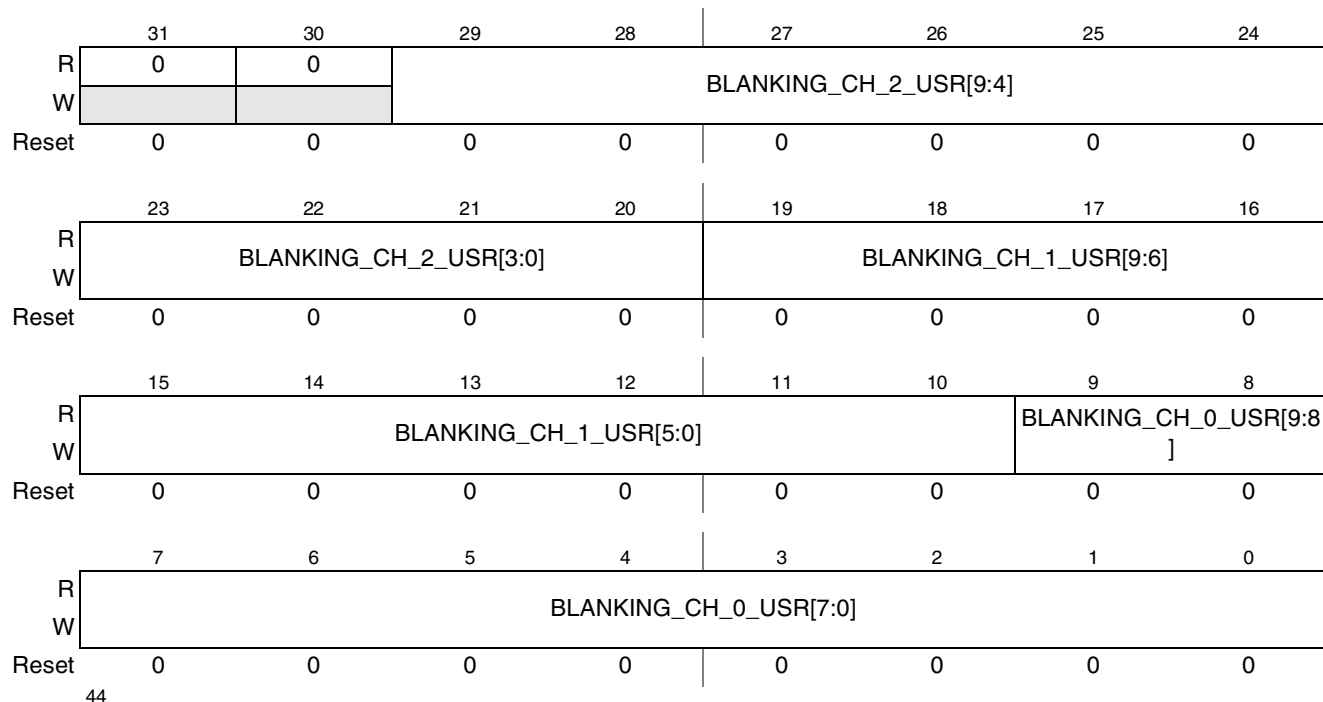 31 30 29 28 27 26 25 24
R 0 0 BLANKING_CH_2_USR[9:4]
W
Reset 0 0 0 0 0 0 0 0
23 22 21 20 19 18 17 16
R BLANKING_CH_2_USR[3:0] BLANKING_CH_1_USR[9:6]
W
Reset 0 0 0 0 0 0 0 0
15 14 13 12 11 10 9 8
R BLANKING_CH_1_USR[5:0] BLANKING_CH_0_USR[9:8
W ]
Reset 0 0 0 0 0 0 0 0
7 6 5 4 3 2 1 0
R BLANKING_CH_0_USR[7:0]
W
Reset 0 0 0 0 0 0 0 0
44